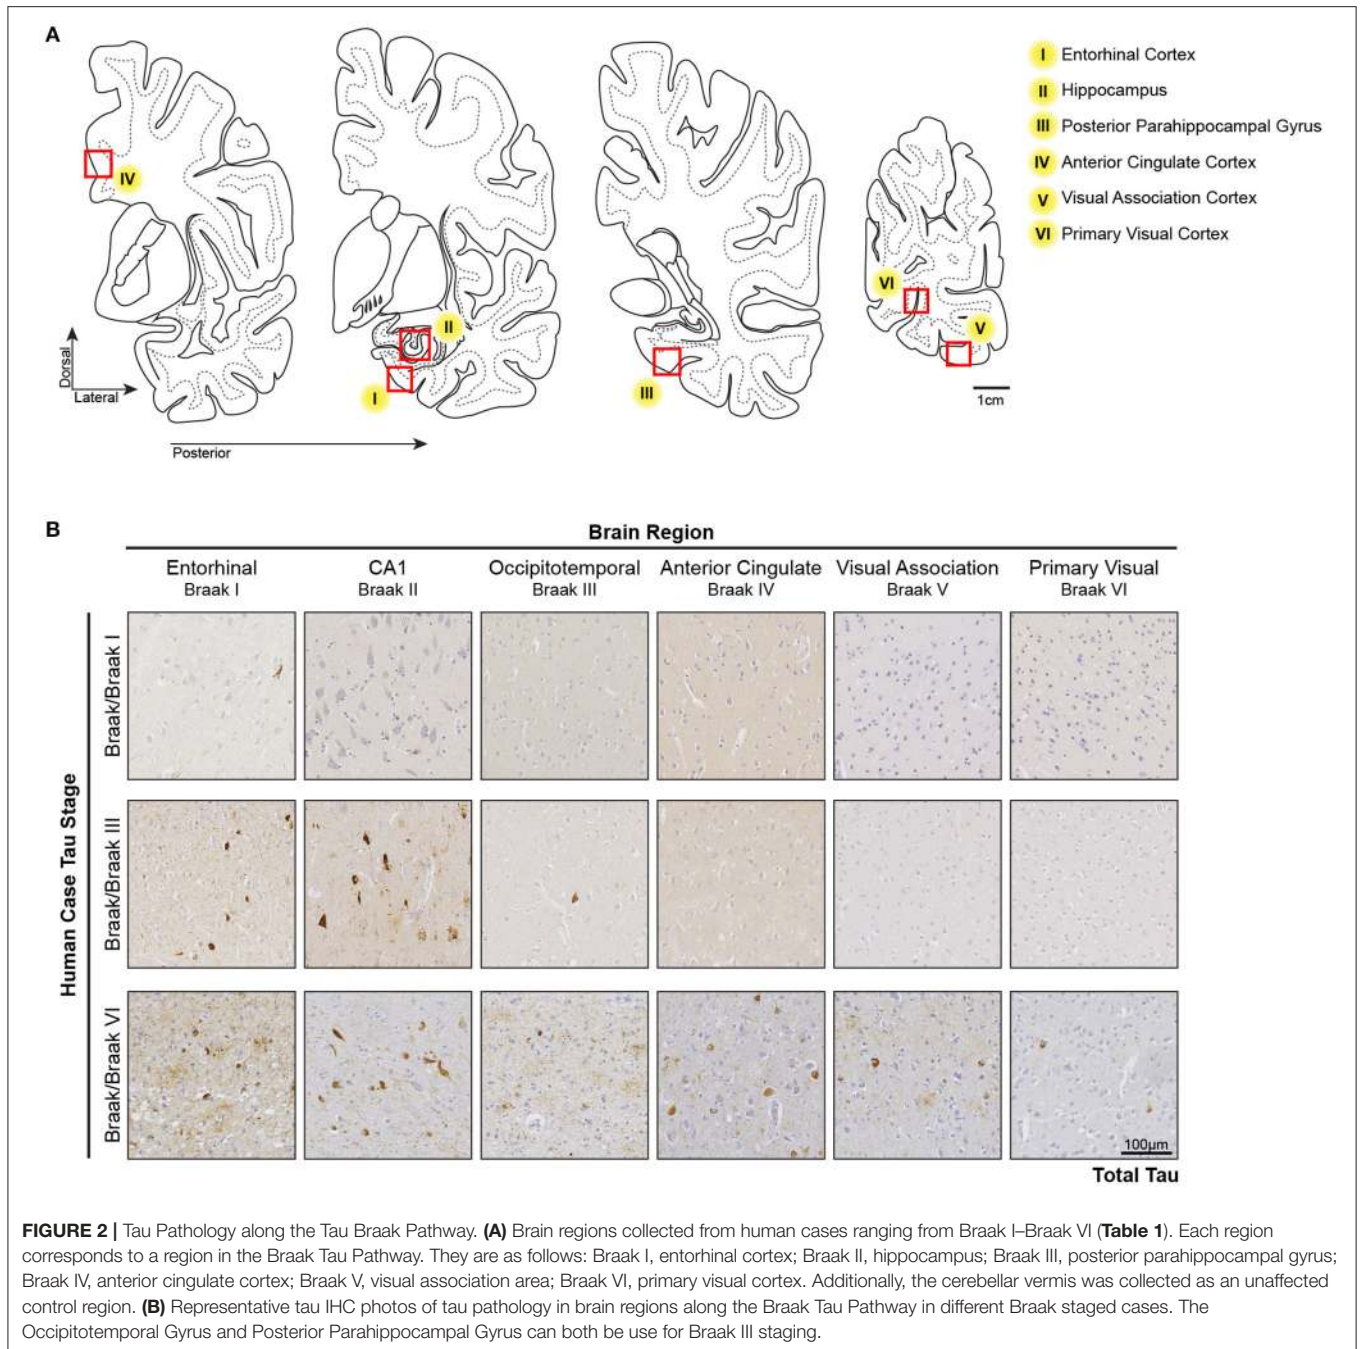 A
I Entorhinal Cortex
II Hippocampus
III Posterior Parahippocampal Gyrus
IV Anterior Cingulate Cortex
V Visual Association Cortex
VI Primary Visual Cortex
IV
II
I
III
VI
V
Dorsal
Lateral
1cm
Posterior
B
Brain Region
Entorhinal CA1 Occipitotemporal Anterior Cingulate Visual Association Primary Visual
Braak I Braak II Braak III Braak IV Braak V Braak VI
Human Case Tau Stage
Braak/Braak I
Braak/Braak III
Braak/Braak VI
100μm
Total Tau
FIGURE 2 | Tau Pathology along the Tau Braak Pathway. (A) Brain regions collected from human cases ranging from Braak I–Braak VI (Table 1). Each region
corresponds to a region in the Braak Tau Pathway. They are as follows: Braak I, entorhinal cortex; Braak II, hippocampus; Braak III, posterior parahippocampal gyrus;
Braak IV, anterior cingulate cortex; Braak V, visual association area; Braak VI, primary visual cortex. Additionally, the cerebellar vermis was collected as an unaffected
control region. (B) Representative tau IHC photos of tau pathology in brain regions along the Braak Tau Pathway in different Braak staged cases. The
Occipitotemporal Gyrus and Posterior Parahippocampal Gyrus can both be use for Braak III staging.